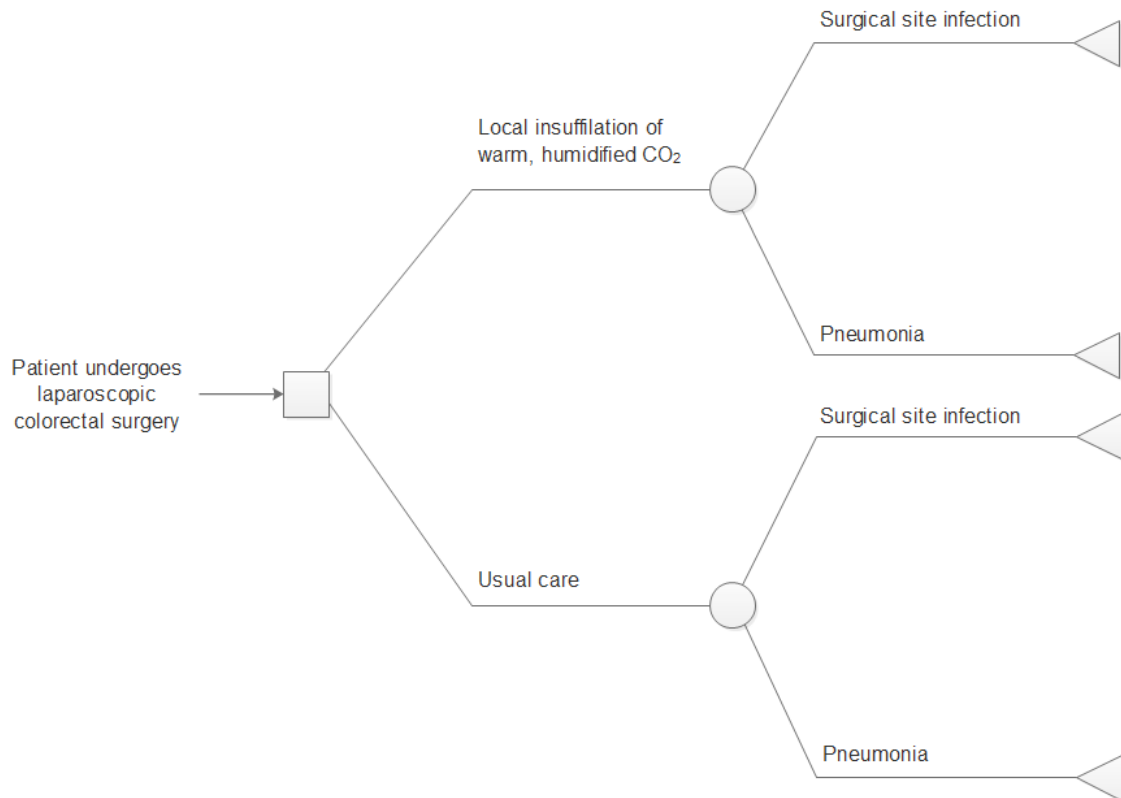 Surgical site infection
Local insuffilation of
warm, humidified CO₂
Pneumonia
Patient undergoes
laparoscopic
colorectal surgery
Surgical site infection
Usual care
Pneumonia